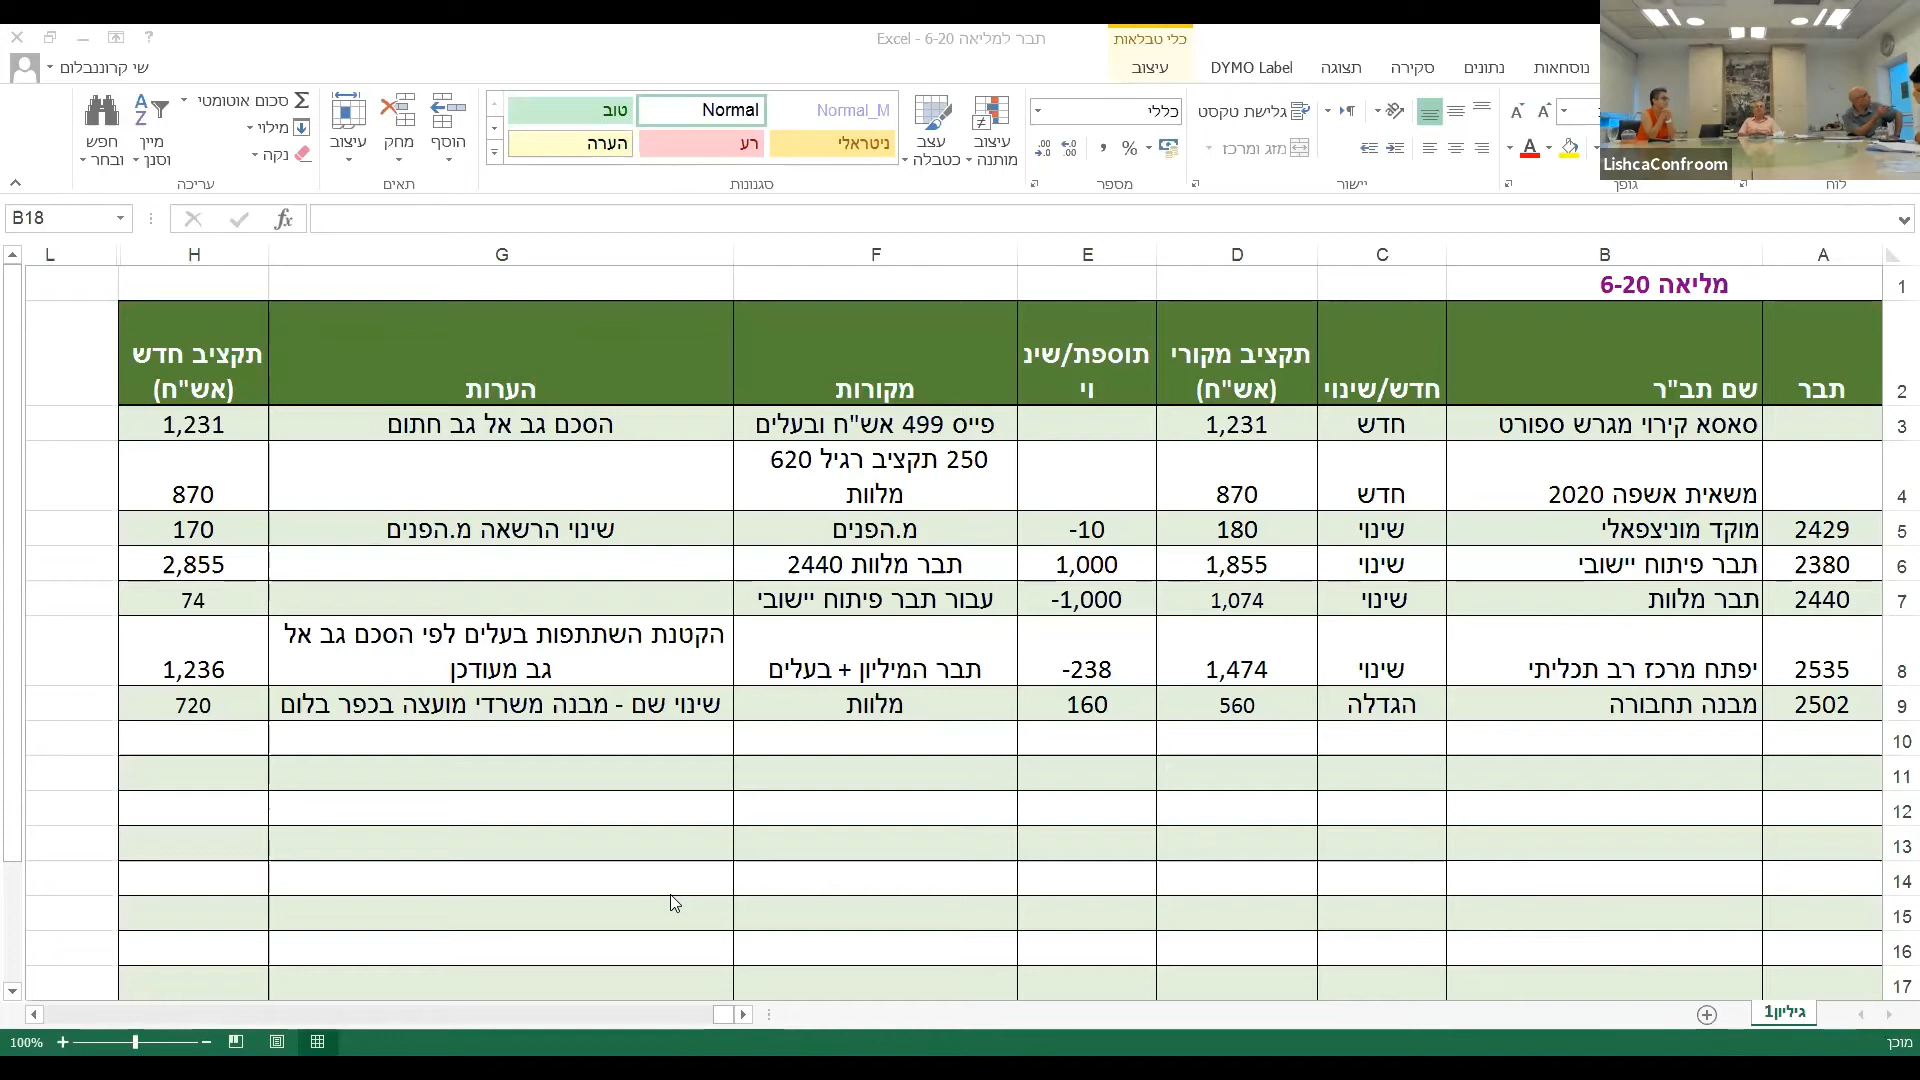 תבר למליאה 6-20 - Excel
כלי טבלאות
שי קרוננבלום
נוסחאות
נתונים
סקירה
תצוגה
DYMO Label
עיצוב
גלישת טקסט
מזג ומרכז
יישור
גופן
לוח
כללי
%
מספר
עיצוב מותנה
עצב כטבלה
Normal_M
Normal
טוב
ניטראלי
רע
הערה
סגנונות
הוסף
מחק
עיצוב
תאים
סכום אוטומטי
מילוי
נקה
מיין וסנן
חפש ובחר
עריכה
LishcaConfroom
B18
fx
A B C D E F G H L
1 מליאה 6-20
2 תבר | שם תב"ר | חדש/שינוי | תקציב מקורי (אש"ח) | תוספת/שינוי | מקורות | הערות | תקציב חדש (אש"ח)
3 סאסא קירוי מגרש ספורט | חדש | 1,231 | פייס 499 אש"ח ובעלים | הסכם גב אל גב חתום | 1,231
4 משאית אשפה 2020 | חדש | 870 | 250 תקציב רגיל 620 מלוות | 870
5 2429 | מוקד מוניצפאלי | שינוי | 180 | -10 | מ.הפנים | שינוי הרשאה מ.הפנים | 170
6 2380 | תבר פיתוח יישובי | שינוי | 1,855 | 1,000 | תבר מלוות 2440 | 2,855
7 2440 | תבר מלוות | שינוי | 1,074 | -1,000 | עבור תבר פיתוח יישובי | 74
8 2535 | יפתח מרכז רב תכליתי | שינוי | 1,474 | -238 | תבר המיליון + בעלים | הקטנת השתתפות בעלים לפי הסכם גב אל גב מעודכן | 1,236
9 2502 | מבנה תחבורה | הגדלה | 560 | 160 | מלוות | שינוי שם - מבנה משרדי מועצה בכפר בלום | 720
10
11
12
13
14
15
16
17
גיליון1
מוכן
100%